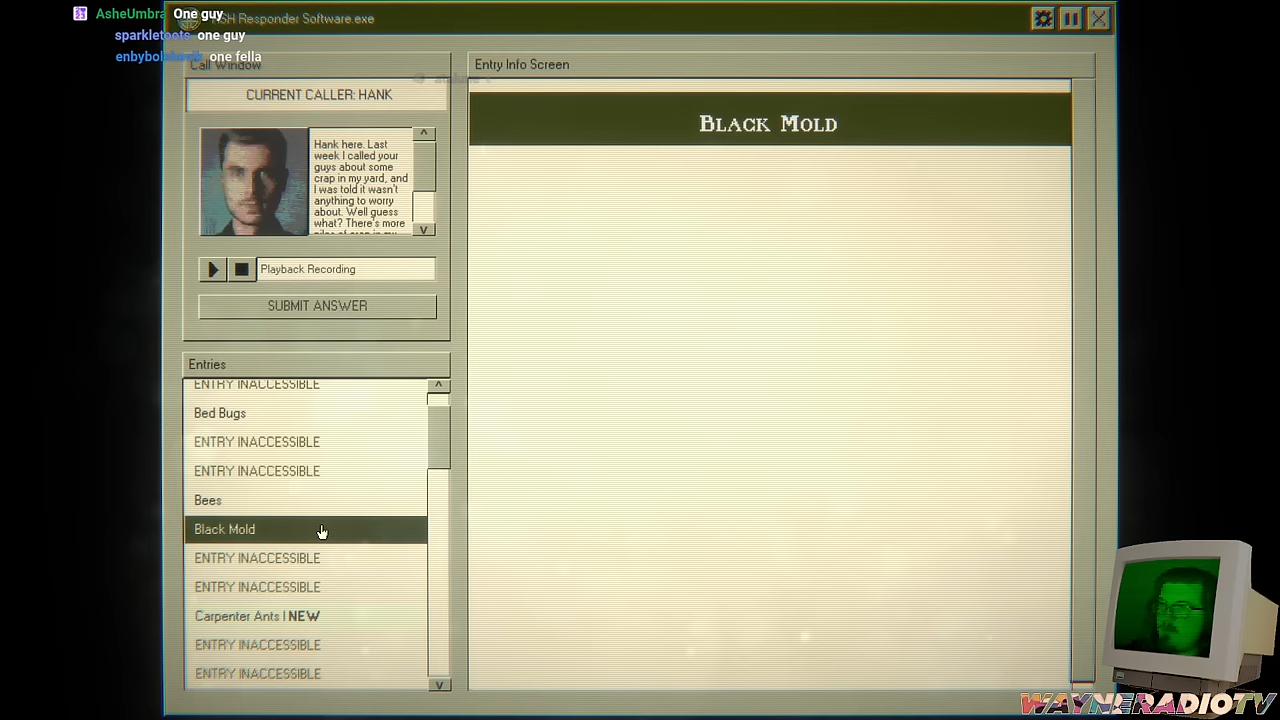 AsheUmbra One guy
sparkletoots one guy
one fella
SH Responder Software.exe
Call Window
CURRENT CALLER: HANK
Hank here. Last
week I called your
guys about some
crap in my yard, and
I was told it wasn't
anything to worry
about. Well guess
what? There's more
Playback Recording
SUBMIT ANSWER
Entries
ENTRY INACCESSIBLE
Bed Bugs
ENTRY INACCESSIBLE
ENTRY INACCESSIBLE
Bees
Black Mold
ENTRY INACCESSIBLE
ENTRY INACCESSIBLE
Carpenter Ants | NEW
ENTRY INACCESSIBLE
ENTRY INACCESSIBLE
Entry Info Screen
BLACK MOLD
WAYNERADIOTV